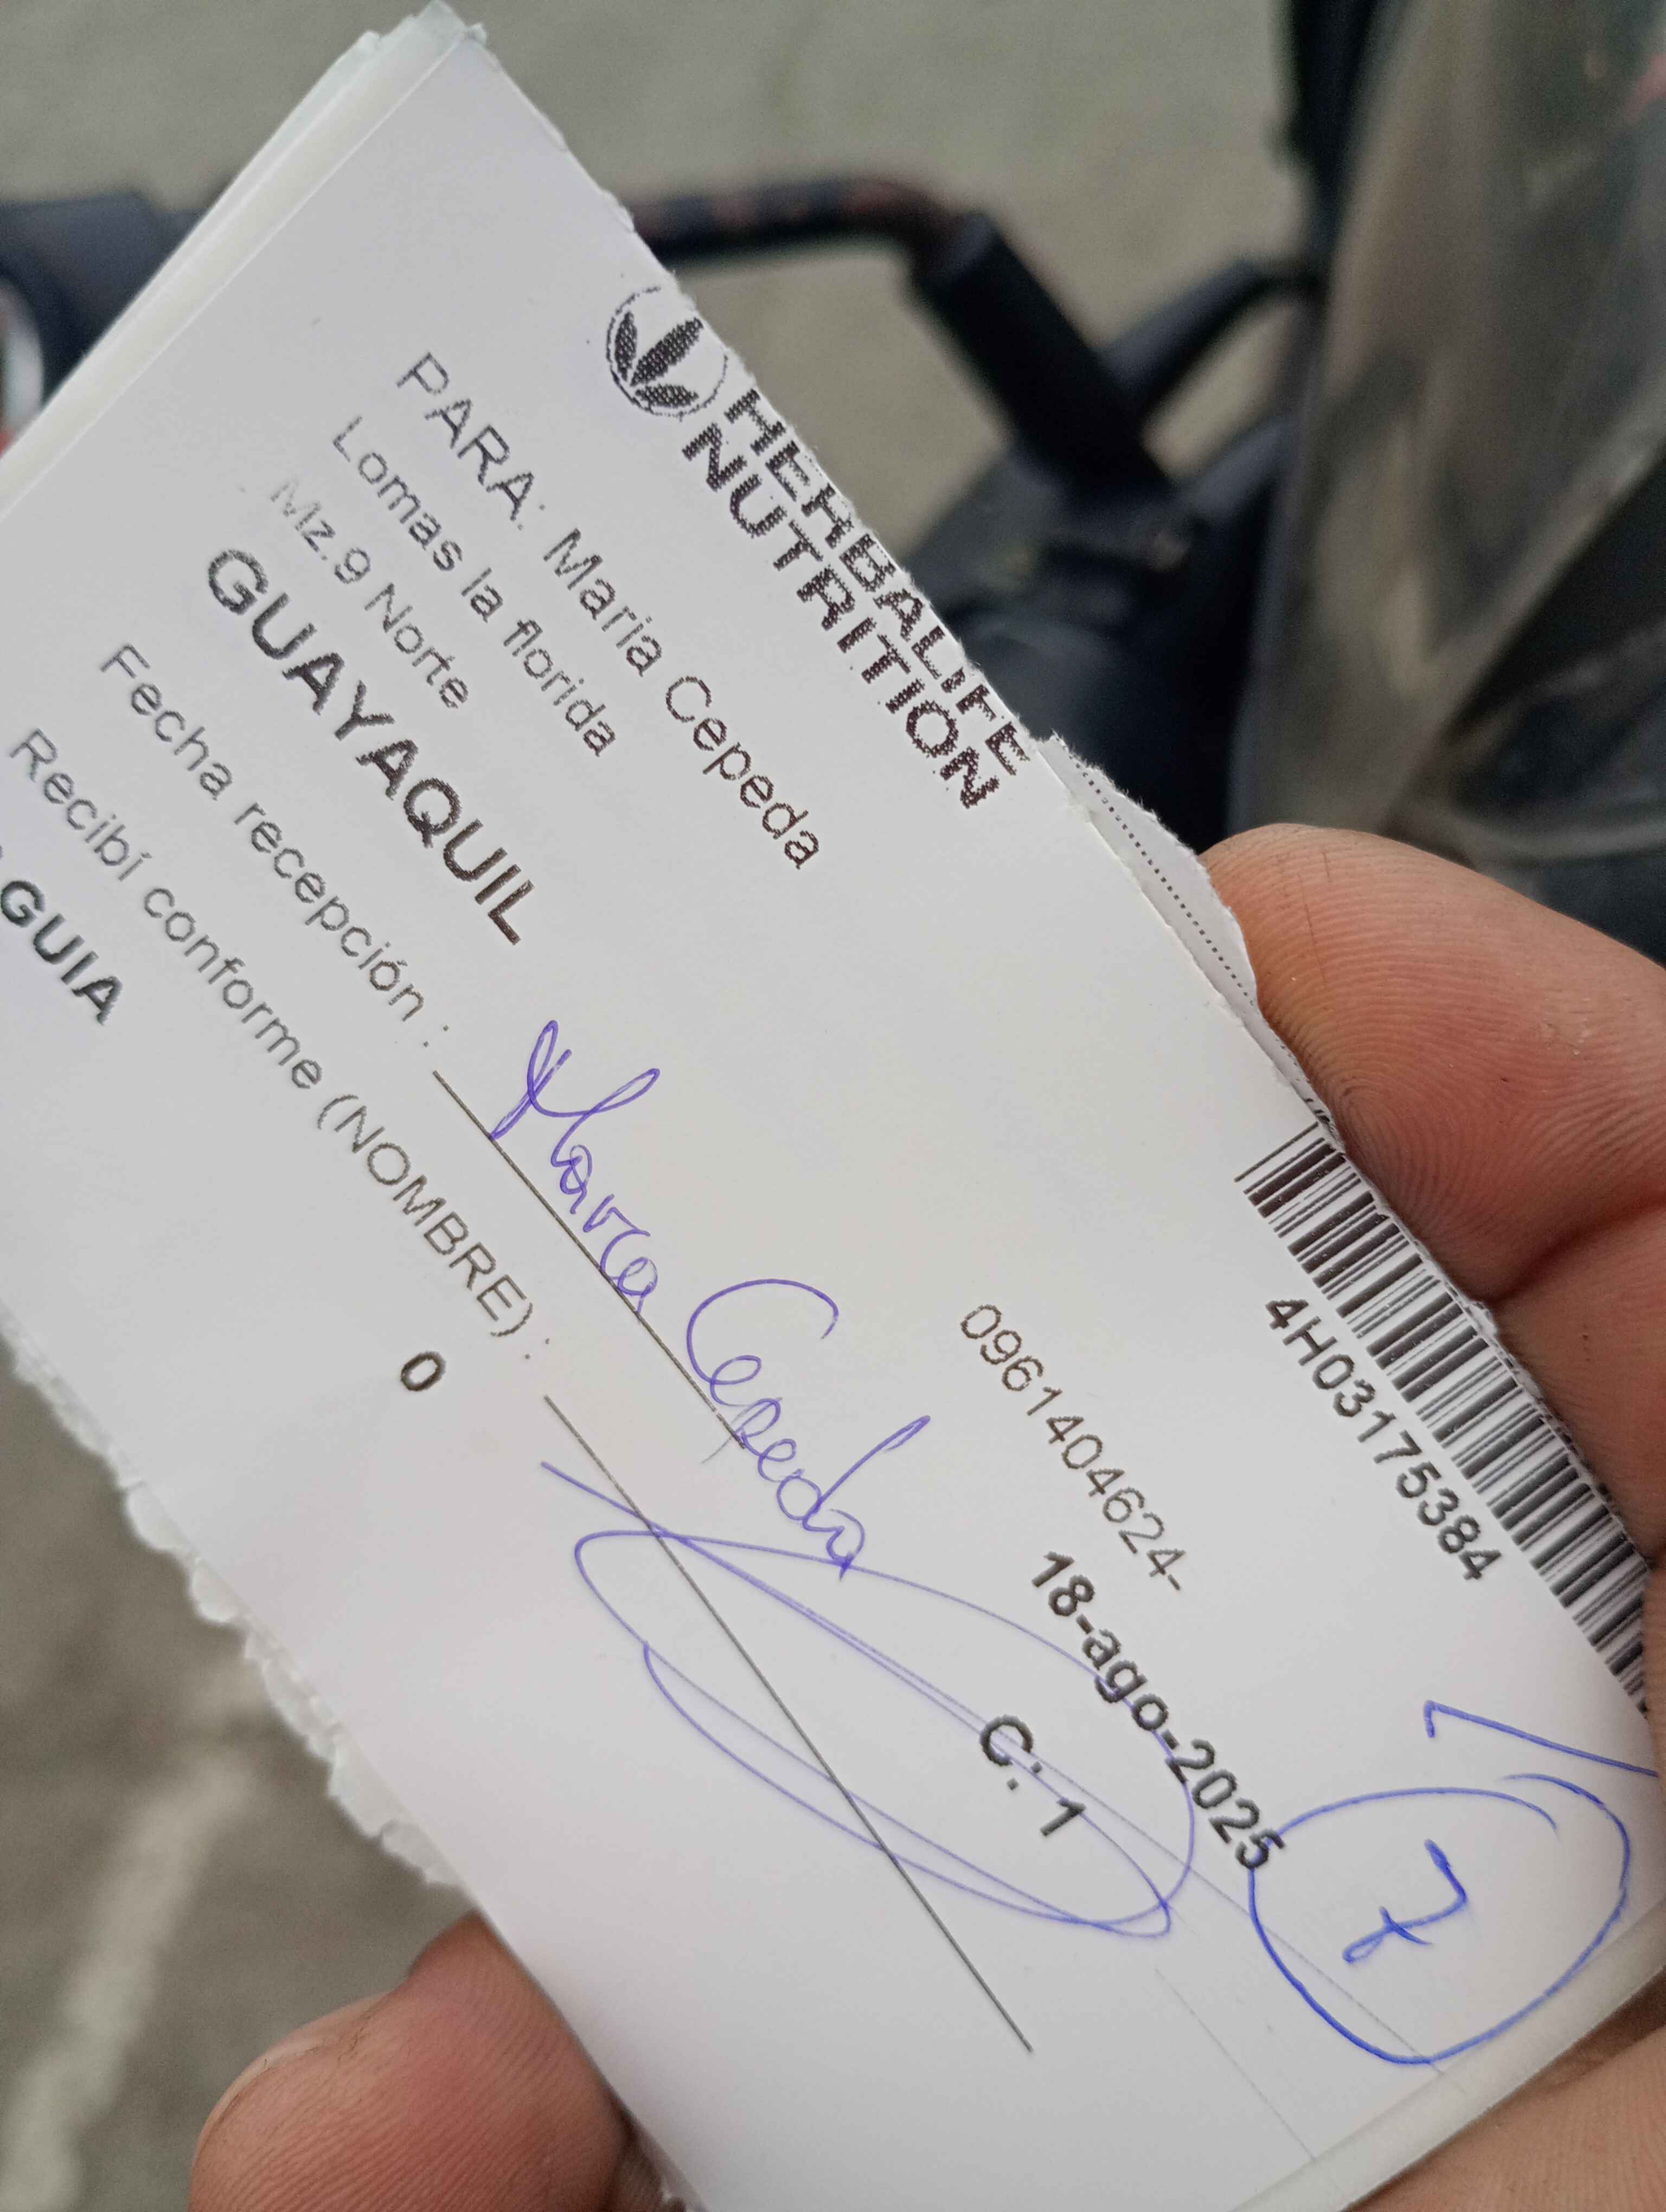 HERBALIFE
NUTRITION
4H03175384
PARA: Maria Cepeda
0961404624-
Lomas la florida
Mz.9 Norte
18-ago-2025
7
GUAYAQUIL
C: 1
Fecha recepción : Maria Cepeda
Recibí conforme (NOMBRE) :
GUIA
0